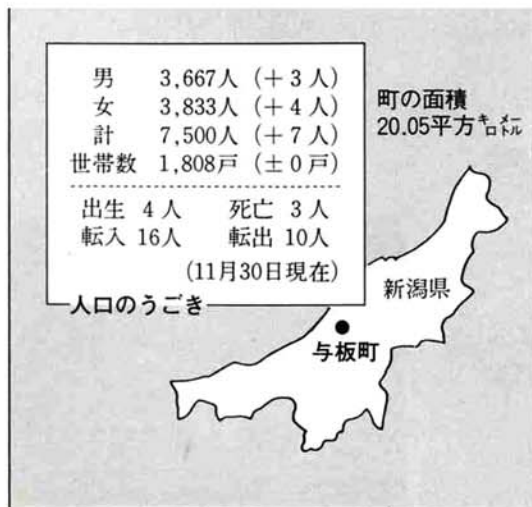 男 3,667人 (+3人)
女 3,833人 (+4人)
計 7,500人 (+7人)
世帯数 1,808戸 (±0戸)
出生 4人 死亡 3人
転入 16人 転出 10人
(11月30日現在)
人口のうごき
町の面積
20.05平方キロメートル
新潟県
与板町